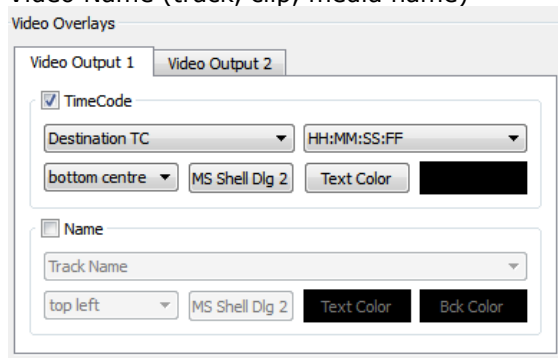 Video Name (track, clip, media name)
Video Overlays
Video Output 1 Video Output 2
TimeCode
Destination TC HH:MM:SS:FF
bottom centre MS Shell Dlg 2 Text Color
Name
Track Name
top left MS Shell Dlg 2 Text Color Bck Color